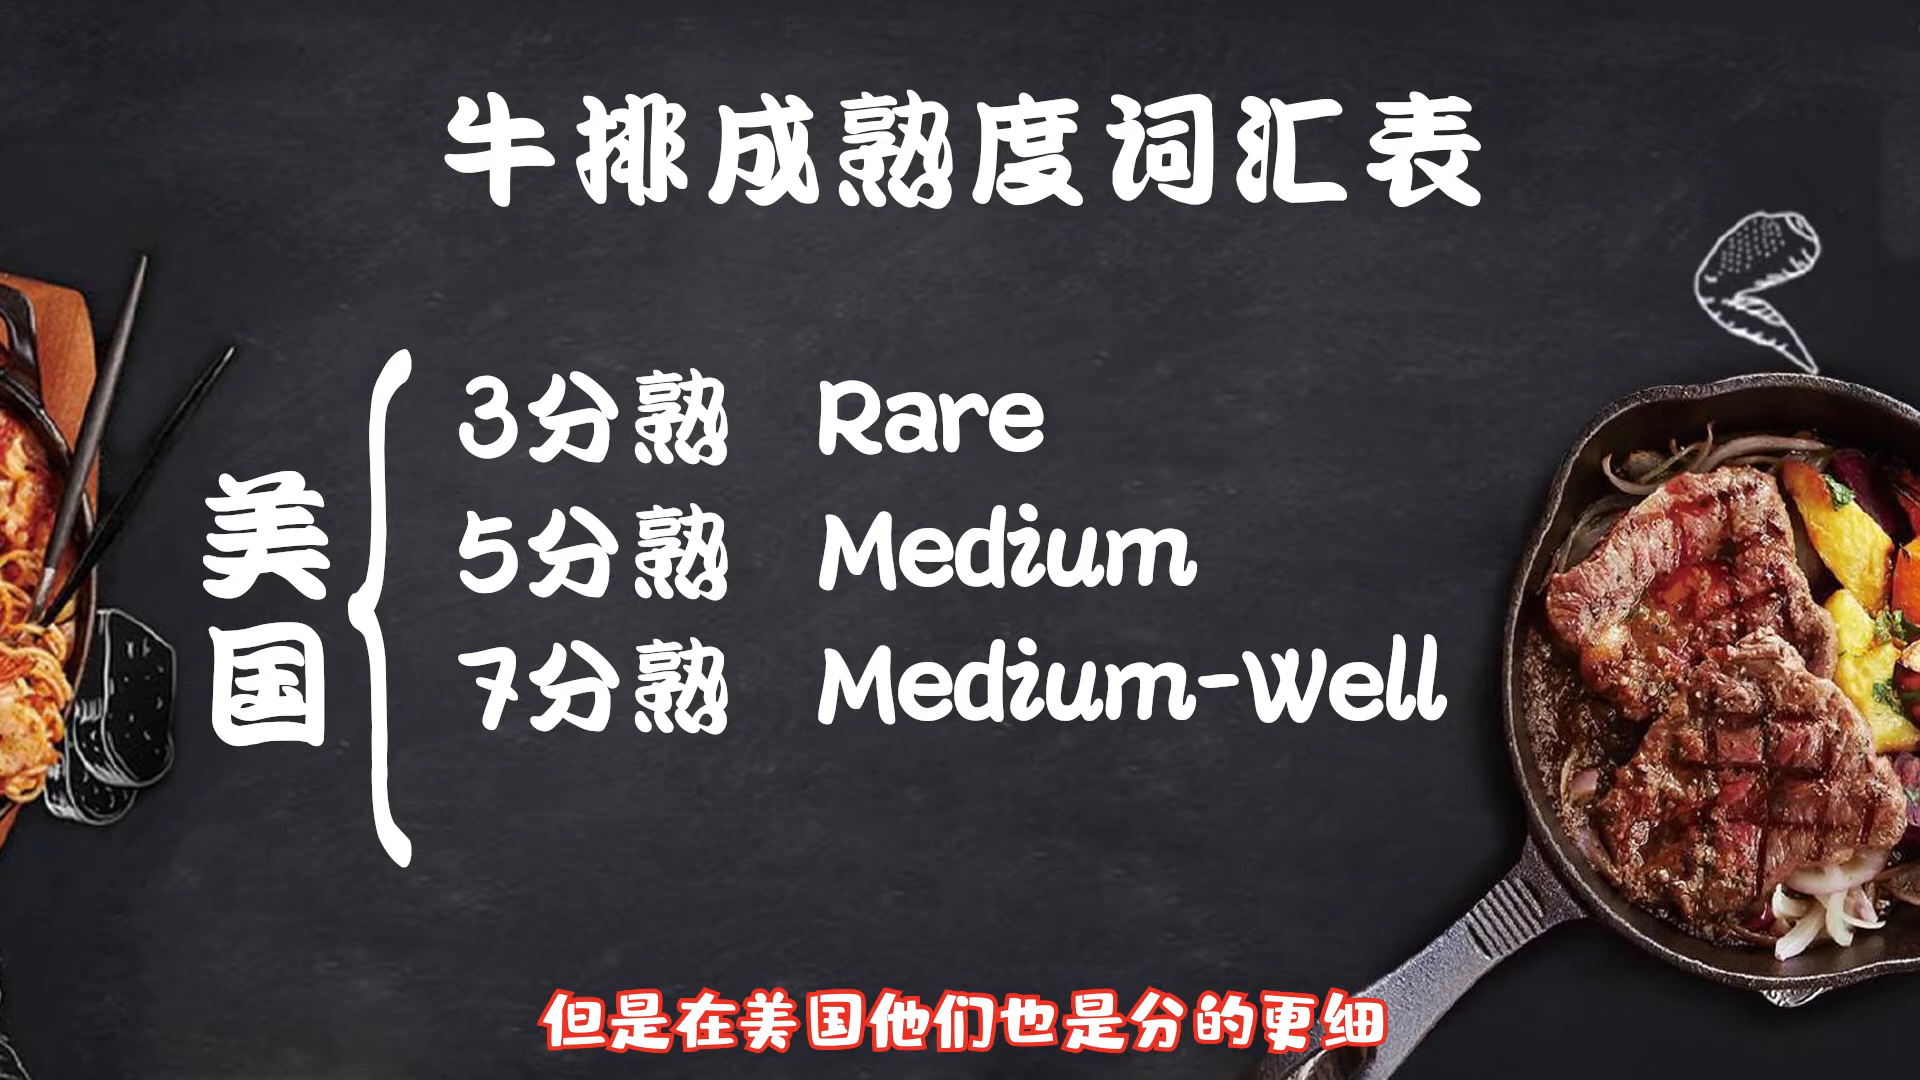 牛排成熟度词汇表
美国
3分熟 Rare
5分熟 Medium
7分熟 Medium-Well
但是在美国他们也是分的更细